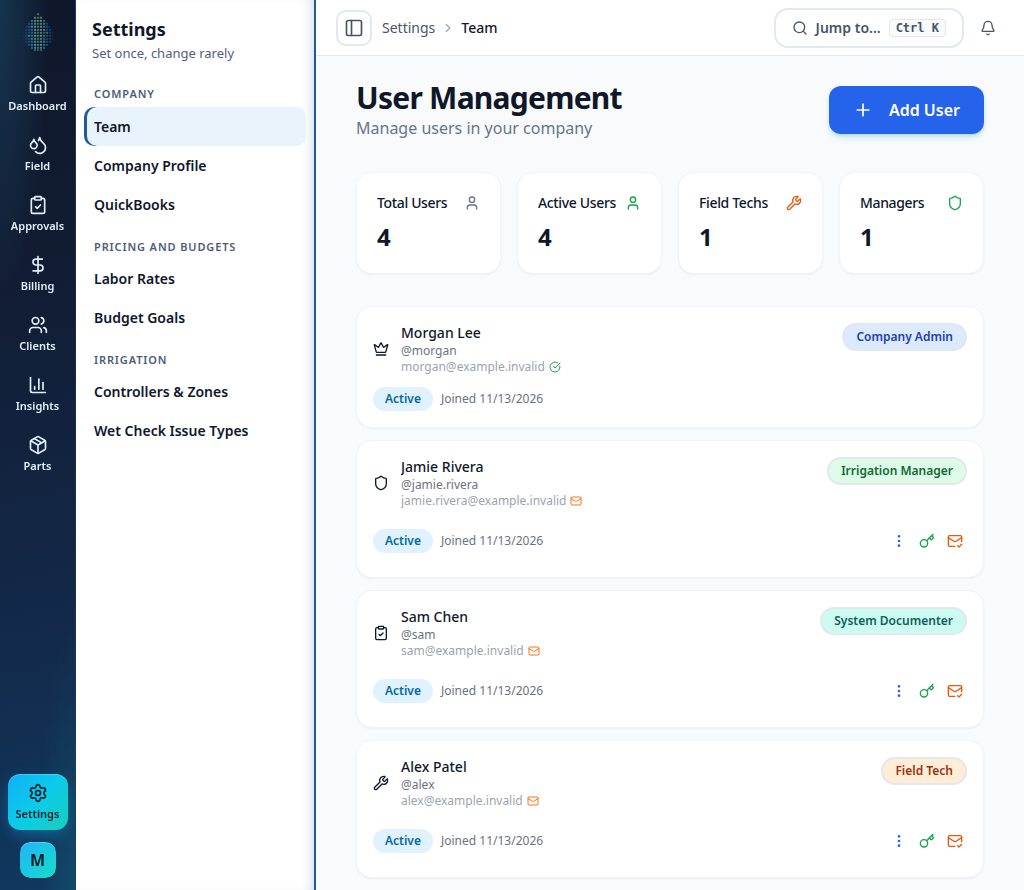 Dashboard
Field
Approvals
Billing
Clients
Insights
Parts
Settings
M
Settings
Set once, change rarely
COMPANY
Team
Company Profile
QuickBooks
PRICING AND BUDGETS
Labor Rates
Budget Goals
IRRIGATION
Controllers & Zones
Wet Check Issue Types
Settings > Team
Jump to... Ctrl K
User Management
Manage users in your company
Add User
Total Users
4
Active Users
4
Field Techs
1
Managers
1
Morgan Lee
@morgan
morgan@example.invalid
Company Admin
Active Joined 11/13/2026
Jamie Rivera
@jamie.rivera
jamie.rivera@example.invalid
Irrigation Manager
Active Joined 11/13/2026
Sam Chen
@sam
sam@example.invalid
System Documenter
Active Joined 11/13/2026
Alex Patel
@alex
alex@example.invalid
Field Tech
Active Joined 11/13/2026